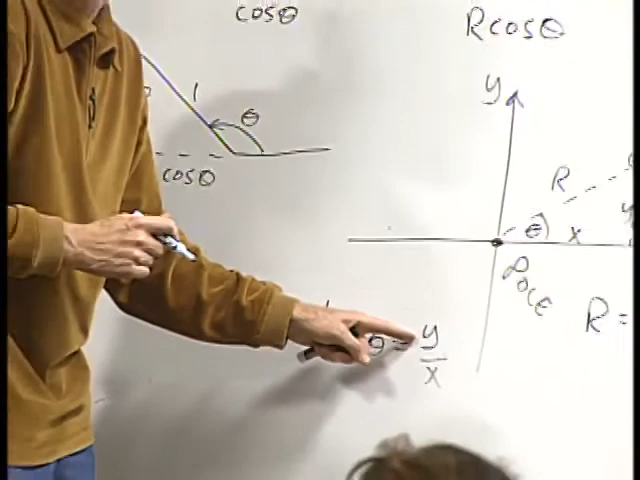 cosθ
1
θ
cosθ
Rcosθ
y
R
θ
x
POLE
R =
θ = y
x